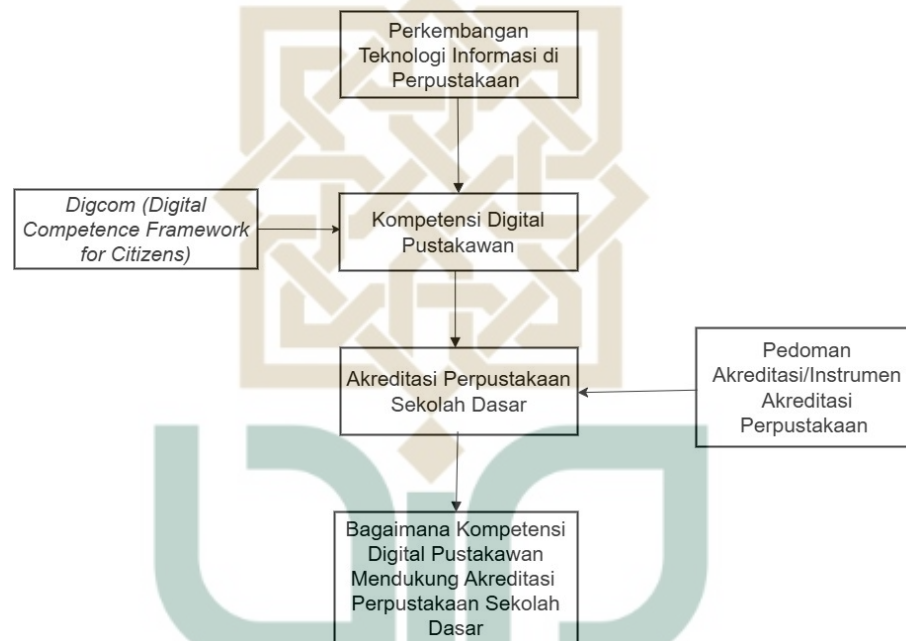 Perkembangan
Teknologi Informasi di
Perpustakaan
Digcom (Digital
Competence Framework
for Citizens)
Kompetensi Digital
Pustakawan
Akreditasi Perpustakaan
Sekolah Dasar
Pedoman
Akreditasi/Instrumen
Akreditasi
Perpustakaan
Bagaimana Kompetensi
Digital Pustakawan
Mendukung Akreditasi
Perpustakaan Sekolah
Dasar